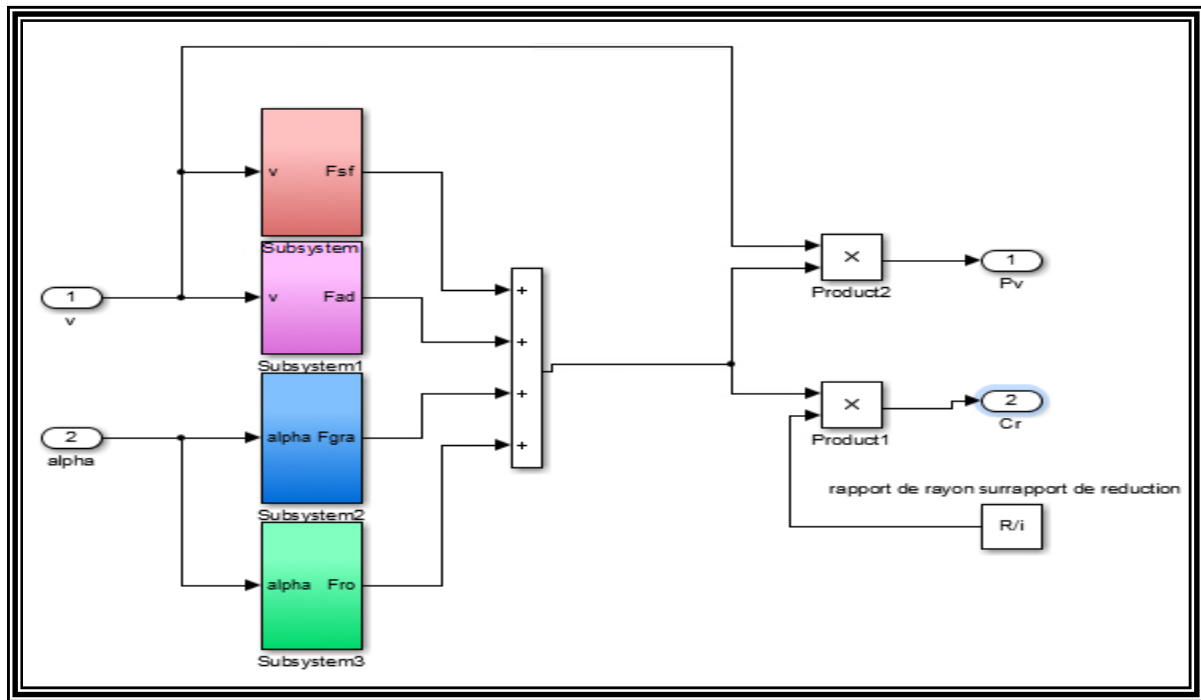 v Fsf
Subsystem
1
v
v Fad
Subsystem1
2
alpha
alpha Fgra
Subsystem2
alpha Fro
Subsystem3
+
+
+
+
×
Product2
1
Pv
×
Product1
2
Cr
rapport de rayon surrapport de reduction
R/i